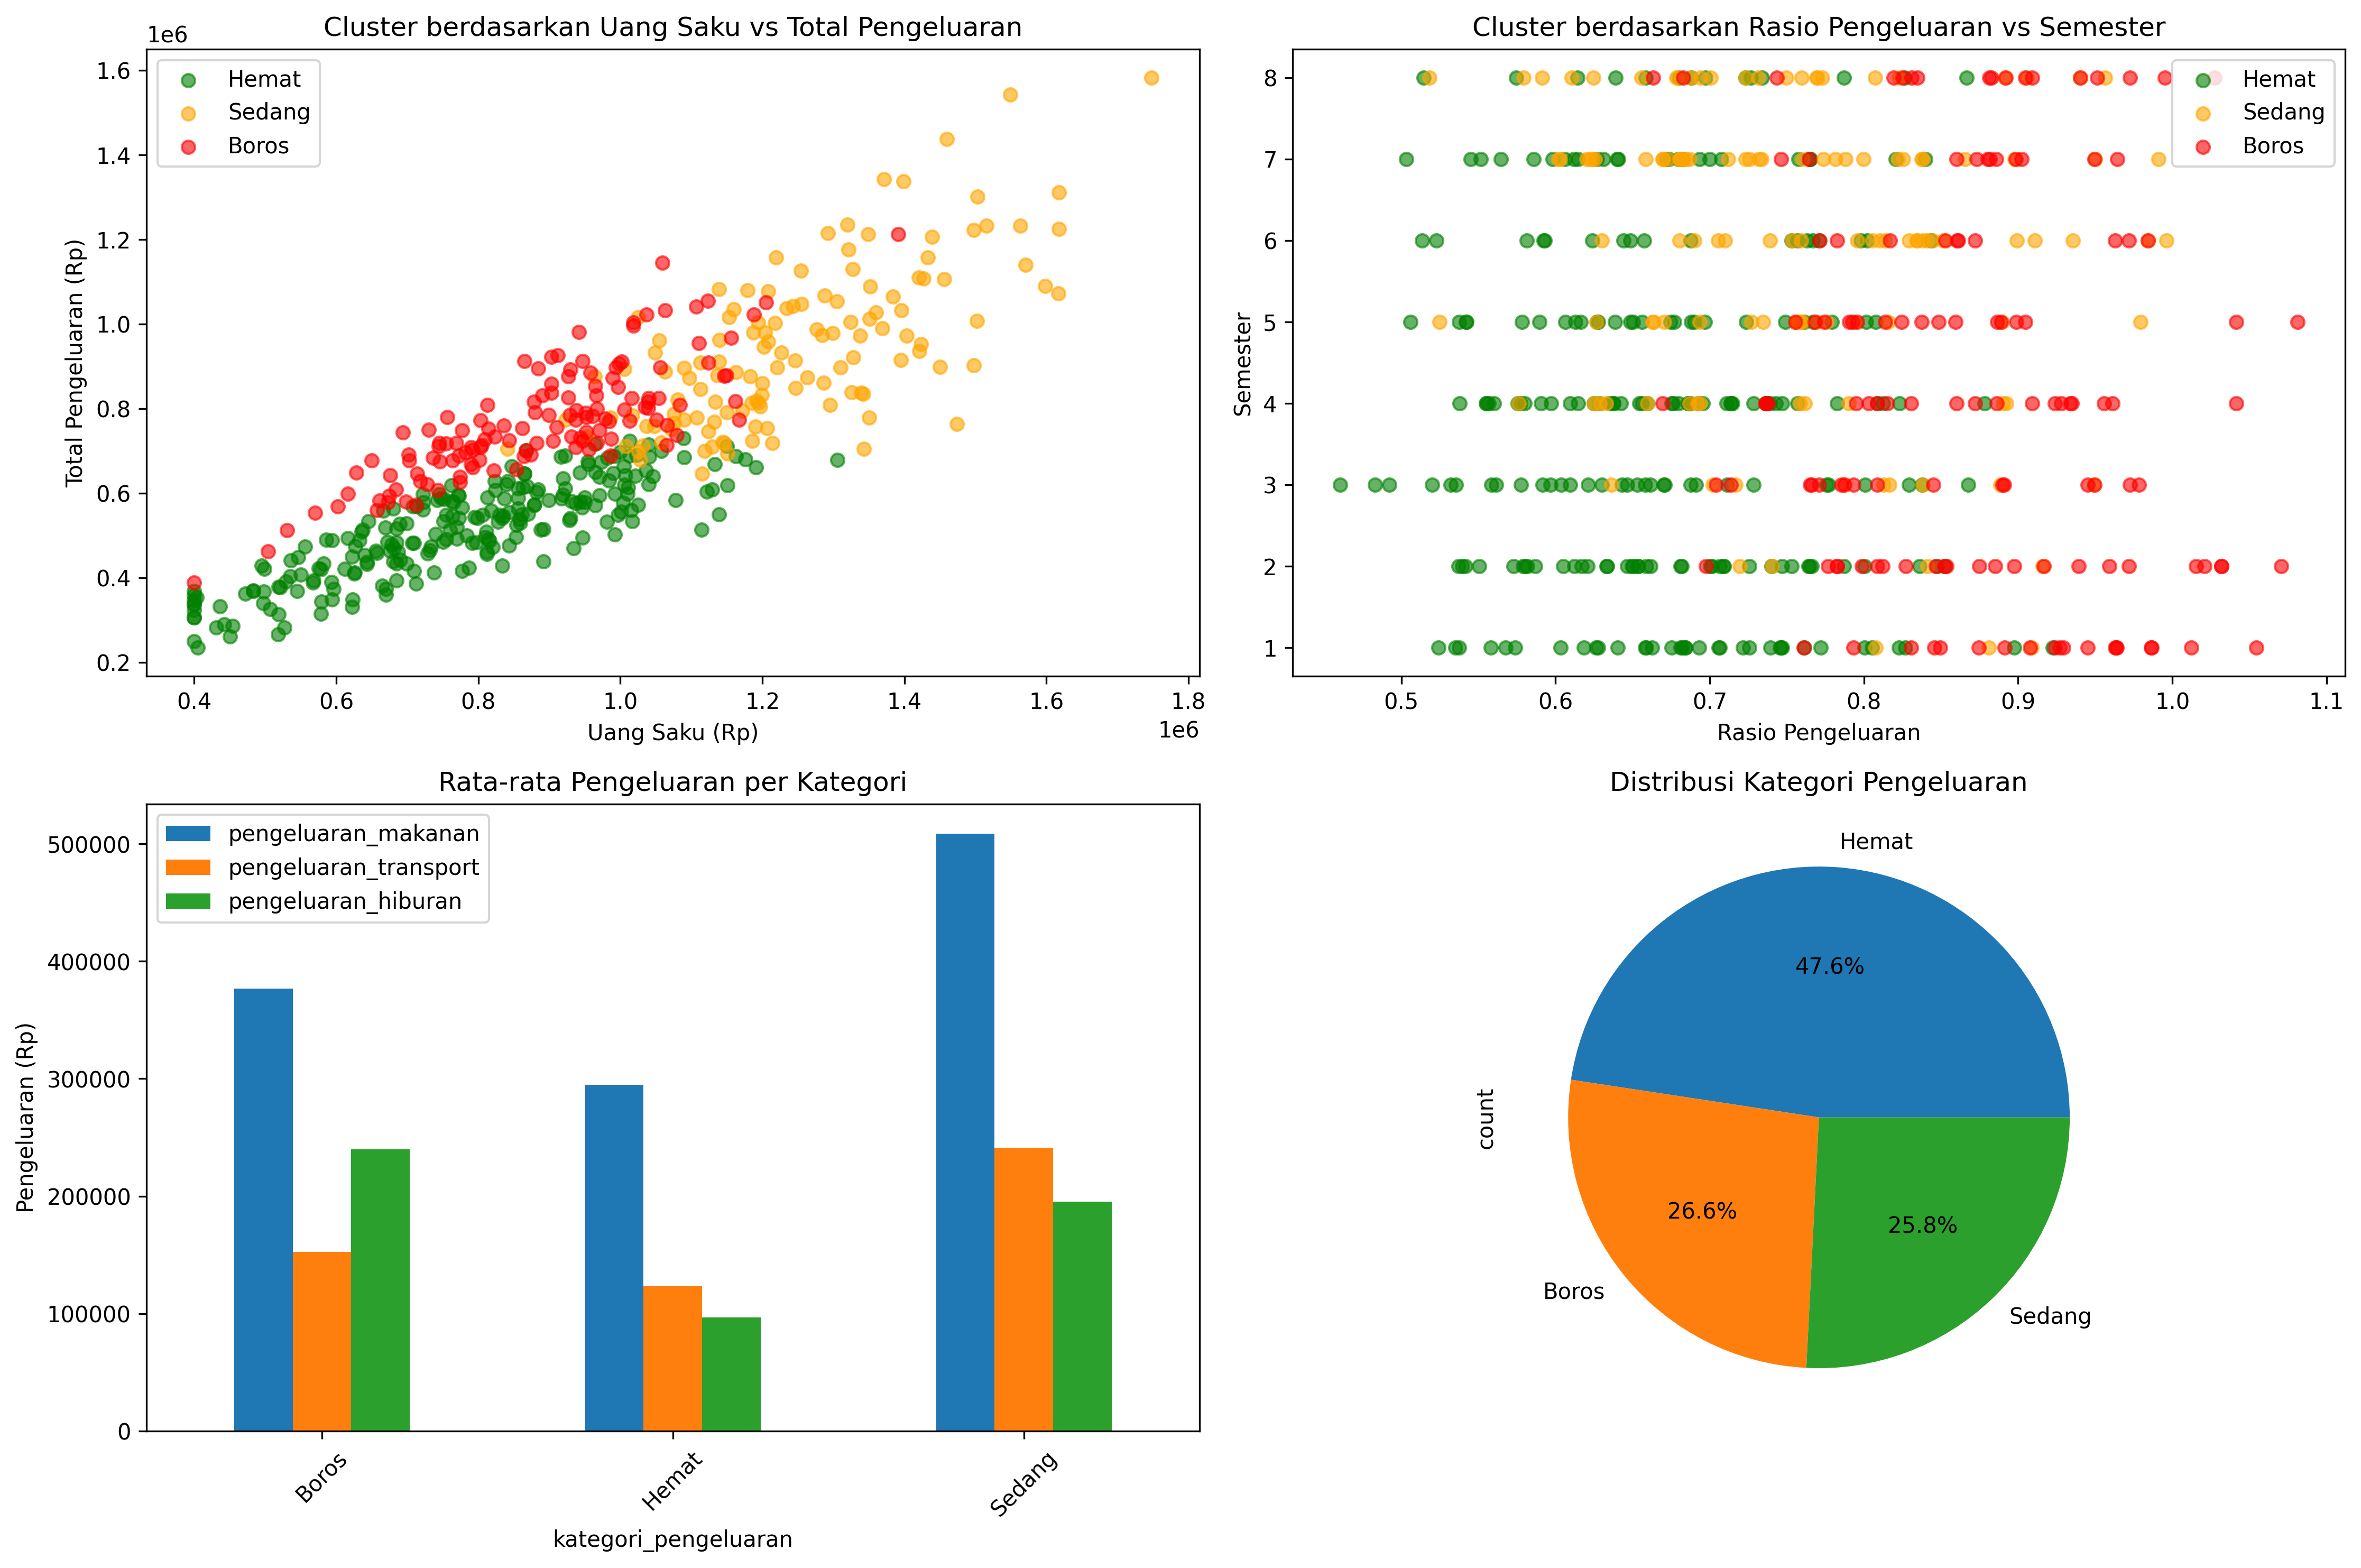 Cluster berdasarkan Uang Saku vs Total Pengeluaran
1e6
Hemat
Sedang
Boros
1.6
1.4
1.2
1.0
0.8
0.6
0.4
0.2
Total Pengeluaran (Rp)
0.4 0.6 0.8 1.0 1.2 1.4 1.6 1.8
1e6
Uang Saku (Rp)
Cluster berdasarkan Rasio Pengeluaran vs Semester
Hemat
Sedang
Boros
8
7
6
5
4
3
2
1
Semester
0.5 0.6 0.7 0.8 0.9 1.0 1.1
Rasio Pengeluaran
Rata-rata Pengeluaran per Kategori
pengeluaran_makanan
pengeluaran_transport
pengeluaran_hiburan
500000
400000
300000
200000
100000
0
Pengeluaran (Rp)
Boros Hemat Sedang
kategori_pengeluaran
Distribusi Kategori Pengeluaran
Hemat
47.6%
count
26.6% 25.8%
Boros
Sedang